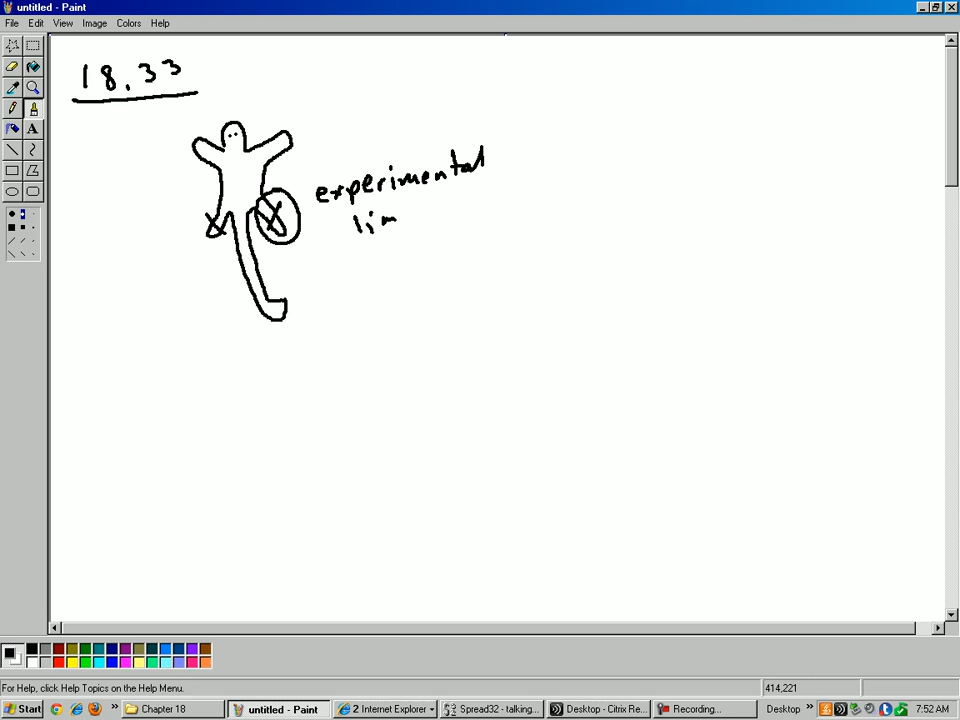 untitled - Paint
File Edit View Image Colors Help
18.33
experimental
lim
For Help, click Help Topics on the Help Menu.
414,221
Start
Chapter 18
untitled - Paint
2 Internet Explorer
Spread32 - talking...
Desktop - Citrix Re...
Recording...
Desktop
7:52 AM